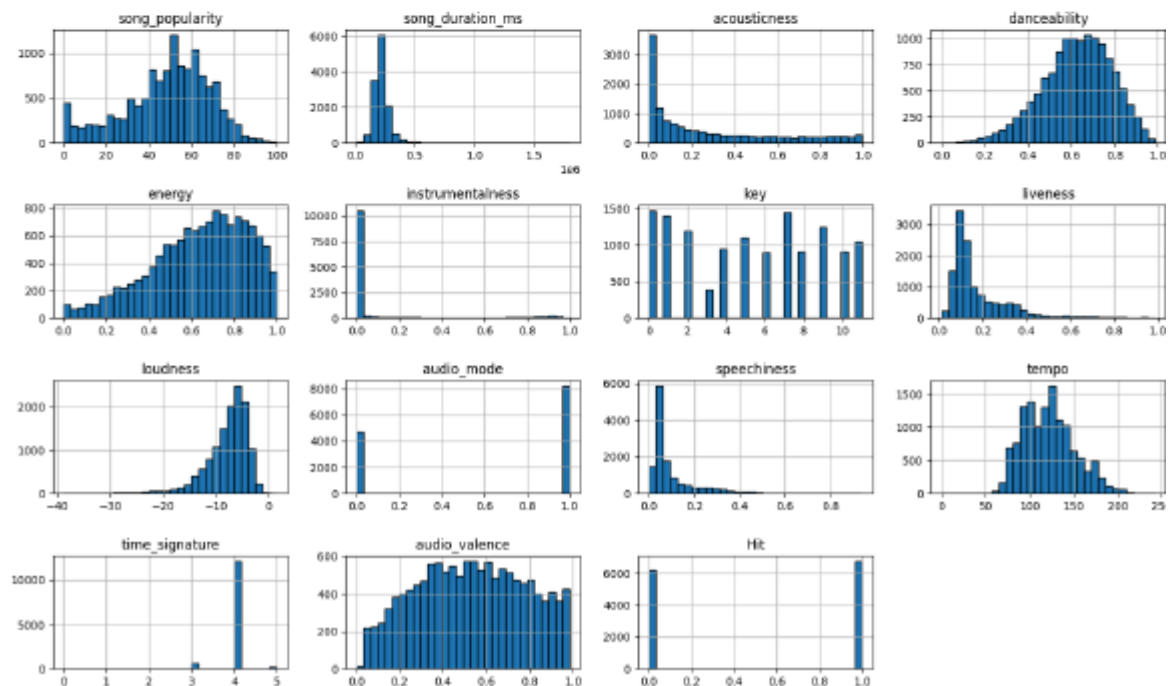 song_popularity
1000
500
0
0 20 40 60 80 100
song_duration_ms
6000
4000
2000
0
0.0 0.5 1.0 1.5
1e6
acousticness
3000
2000
1000
0
0.0 0.2 0.4 0.6 0.8 1.0
danceability
1000
750
500
250
0
0.0 0.2 0.4 0.6 0.8 1.0
energy
800
600
400
200
0
0.0 0.2 0.4 0.6 0.8 1.0
instrumentalness
10000
7500
5000
2500
0
0.0 0.2 0.4 0.6 0.8 1.0
key
1500
1000
500
0
0 2 4 6 8 10
liveness
3000
2000
1000
0
0.0 0.2 0.4 0.6 0.8 1.0
loudness
2000
1000
0
−40 −30 −20 −10 0
audio_mode
8000
6000
4000
2000
0
0.0 0.2 0.4 0.6 0.8 1.0
speechiness
6000
4000
2000
0
0.0 0.2 0.4 0.6 0.8
tempo
1500
1000
500
0
0 50 100 150 200 250
time_signature
10000
5000
0
0 1 2 3 4 5
audio_valence
600
400
200
0
0.0 0.2 0.4 0.6 0.8 1.0
Hit
6000
4000
2000
0
0.0 0.2 0.4 0.6 0.8 1.0